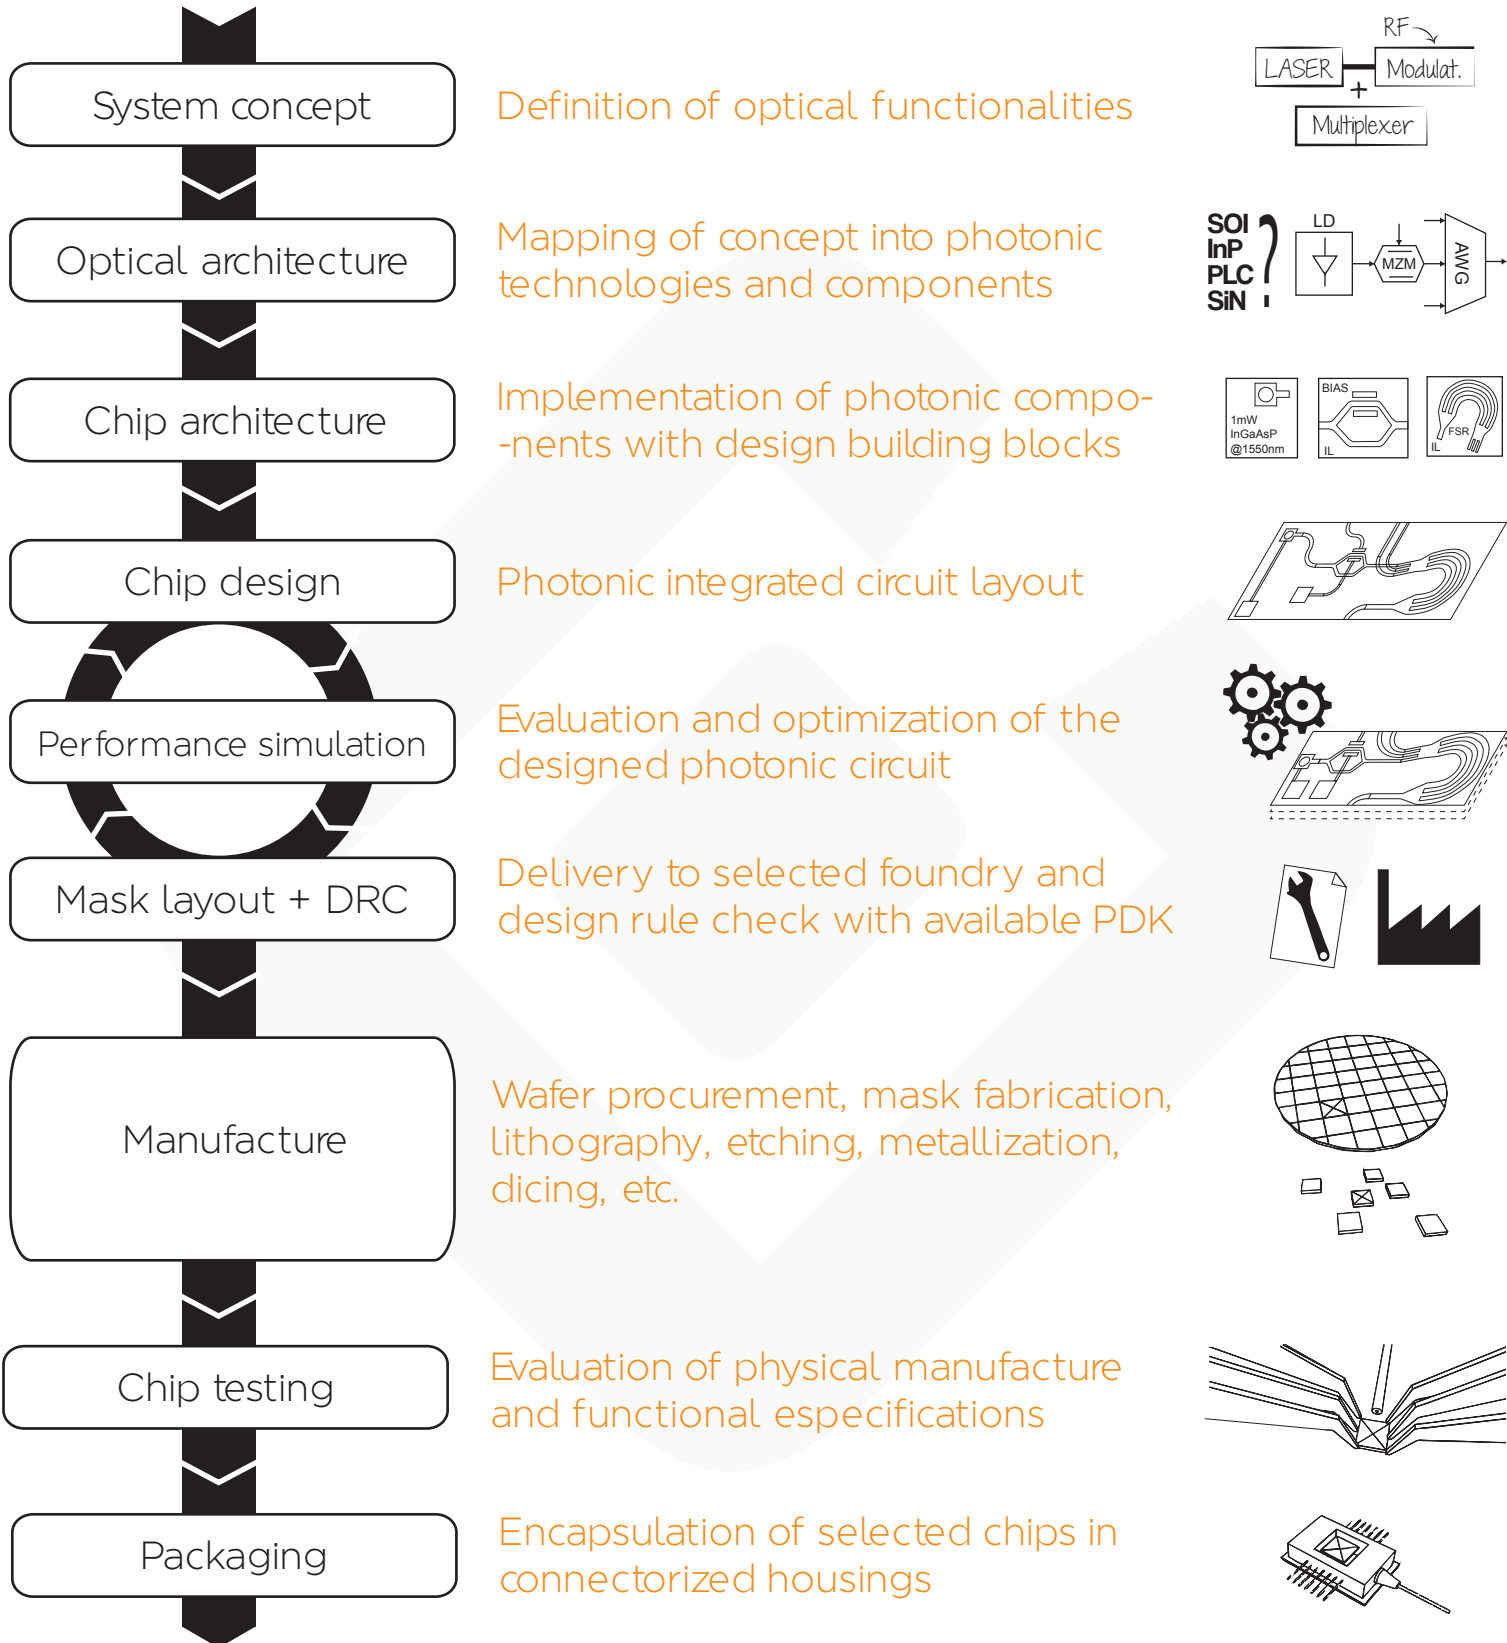 System concept
Definition of optical functionalities
RF
LASER
Modulat.
+
Multiplexer
Optical architecture
Mapping of concept into photonic
technologies and components
SOI
InP
PLC
SiN
?
LD
MZM
AWG
Chip architecture
Implementation of photonic compo-
-nents with design building blocks
1mW
InGaAsP
@1550nm
BIAS
IL
FSR
IL
Chip design
Photonic integrated circuit layout
Performance simulation
Evaluation and optimization of the
designed photonic circuit
Mask layout + DRC
Delivery to selected foundry and
design rule check with available PDK
Manufacture
Wafer procurement, mask fabrication,
lithography, etching, metallization,
dicing, etc.
Chip testing
Evaluation of physical manufacture
and functional especifications
Packaging
Encapsulation of selected chips in
connectorized housings